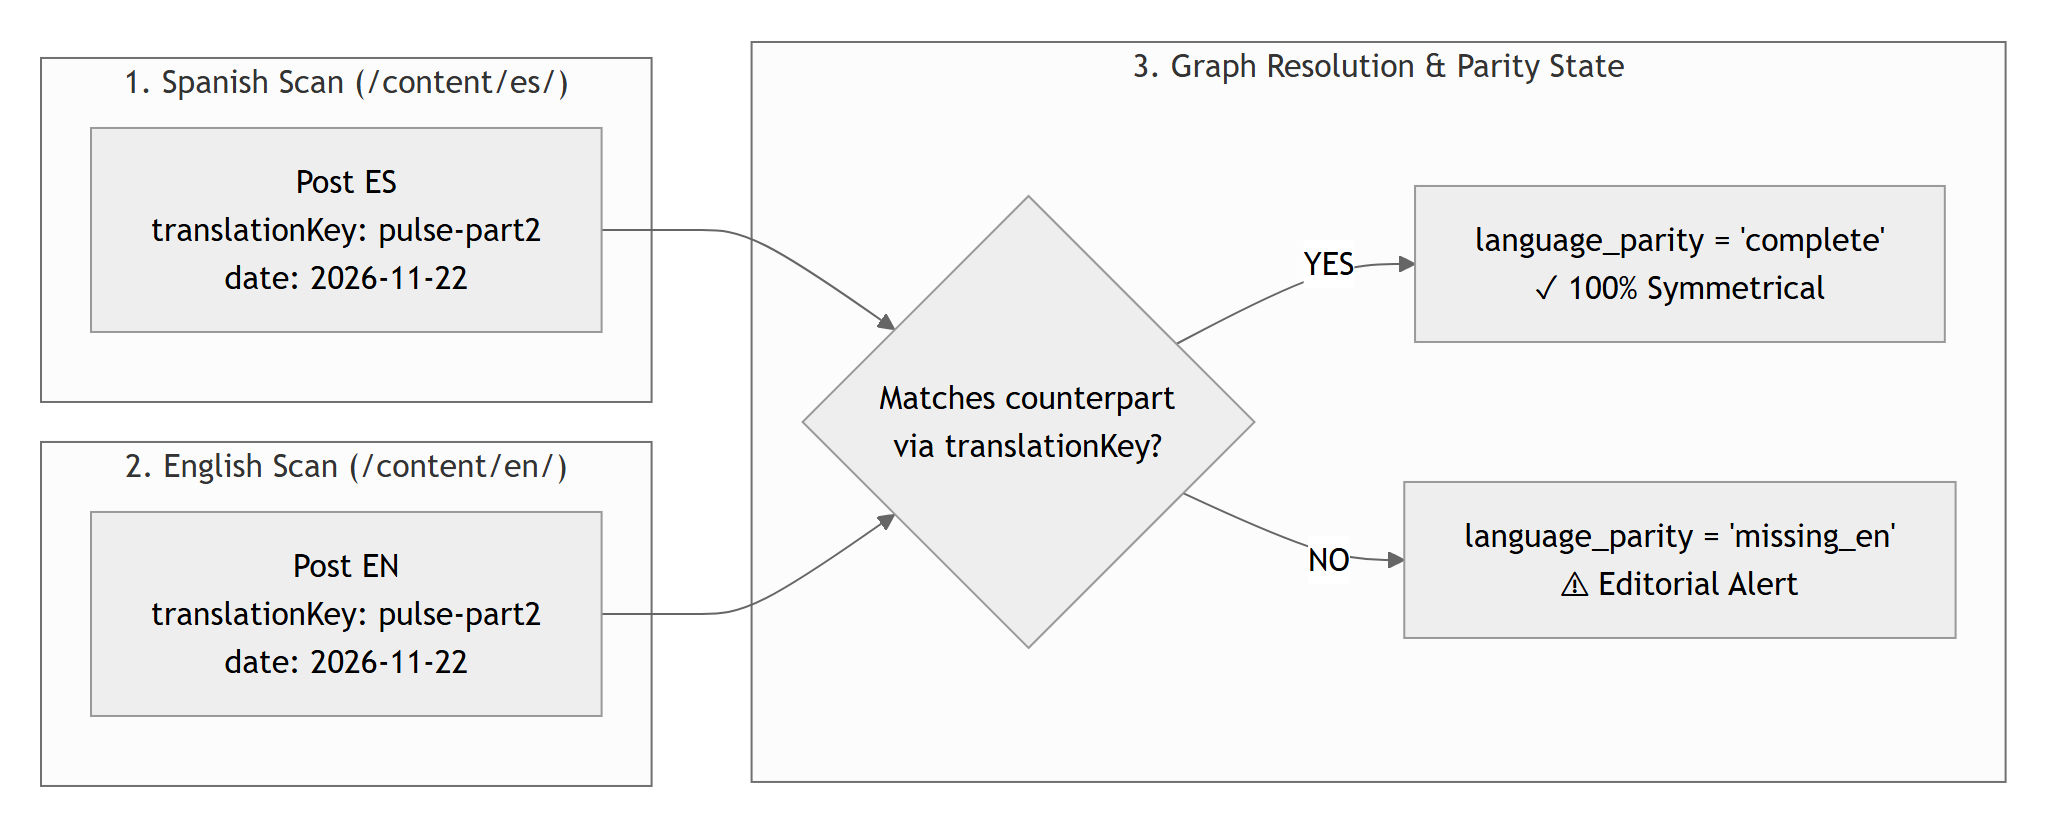 1. Spanish Scan (/content/es/)
Post ES
translationKey: pulse-part2
date: 2026-11-22
2. English Scan (/content/en/)
Post EN
translationKey: pulse-part2
date: 2026-11-22
3. Graph Resolution & Parity State
Matches counterpart
via translationKey?
YES
language_parity = 'complete'
✓ 100% Symmetrical
NO
language_parity = 'missing_en'
⚠ Editorial Alert